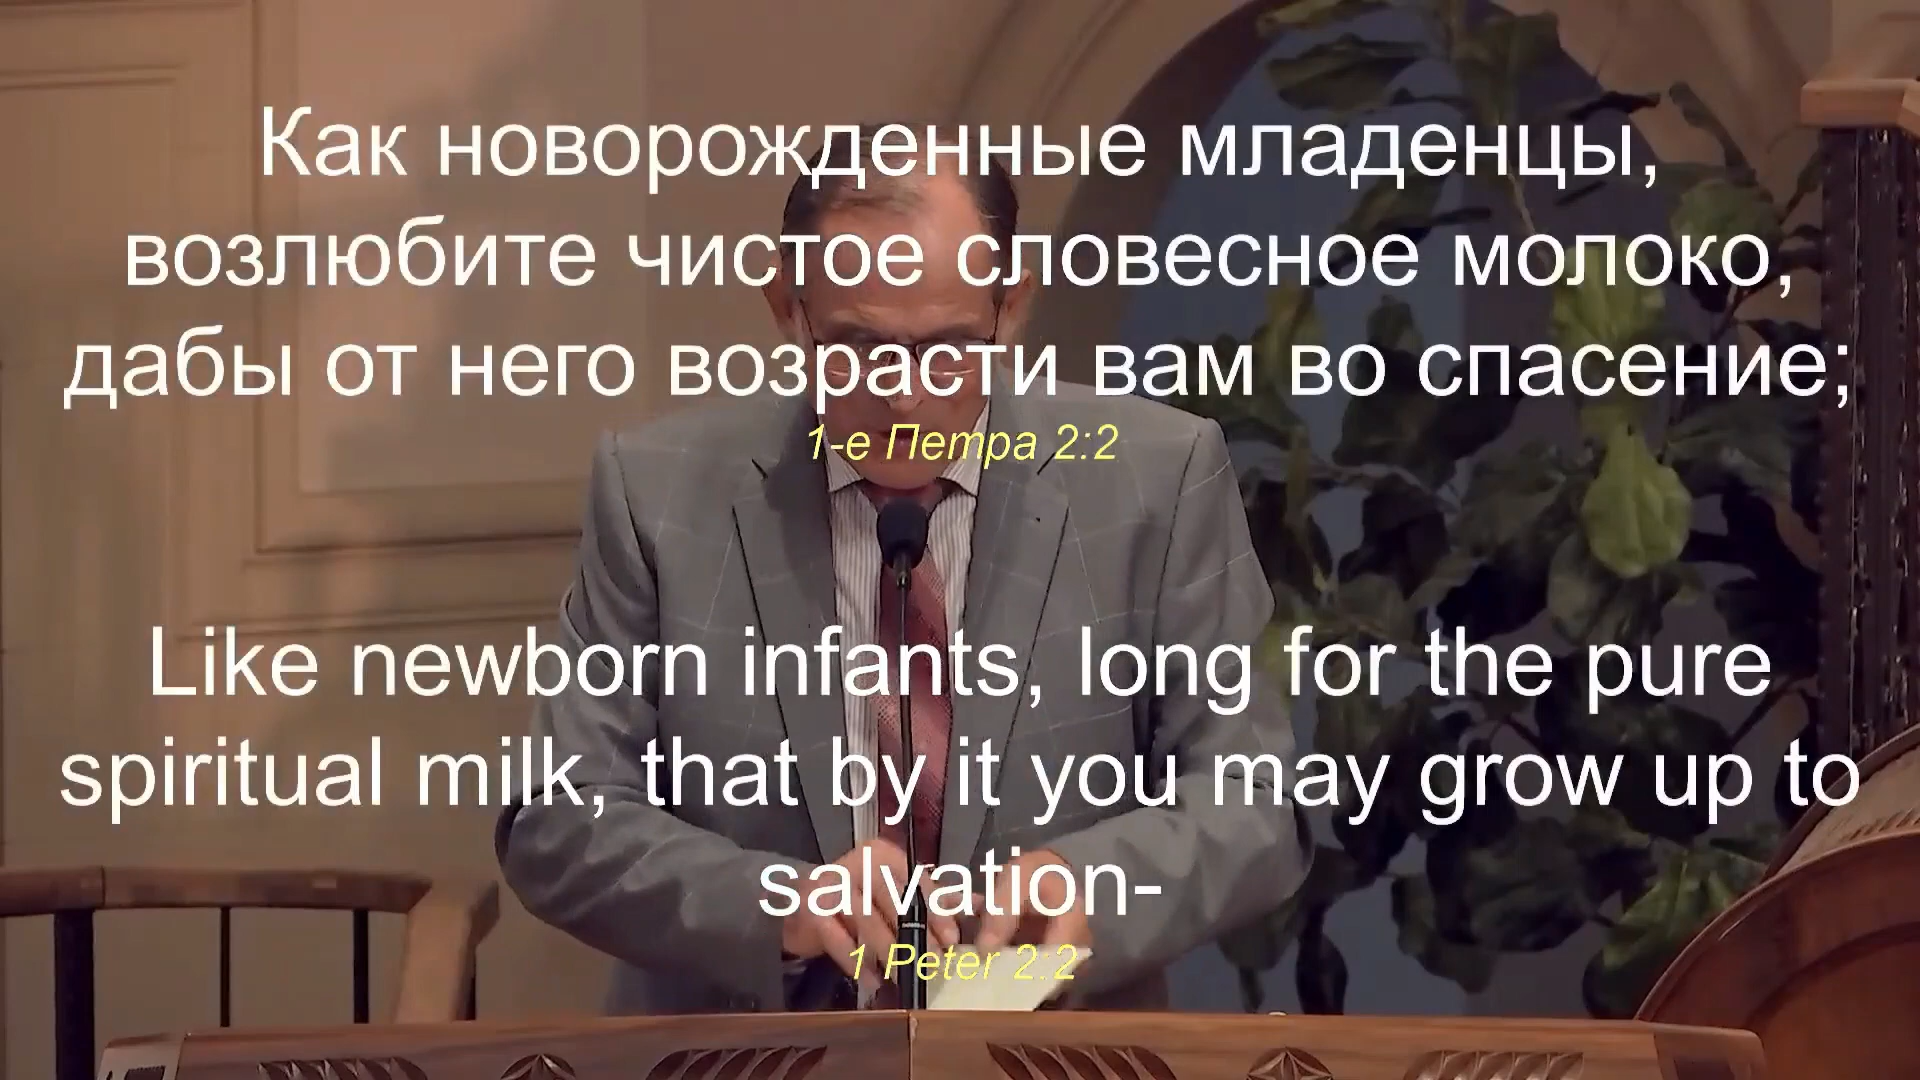 Как новорожденные младенцы,
возлюбите чистое словесное молоко,
дабы от него возрасти вам во спасение;
1-е Петра 2:2
Like newborn infants, long for the pure
spiritual milk, that by it you may grow up to
salvation-
1 Peter 2:2